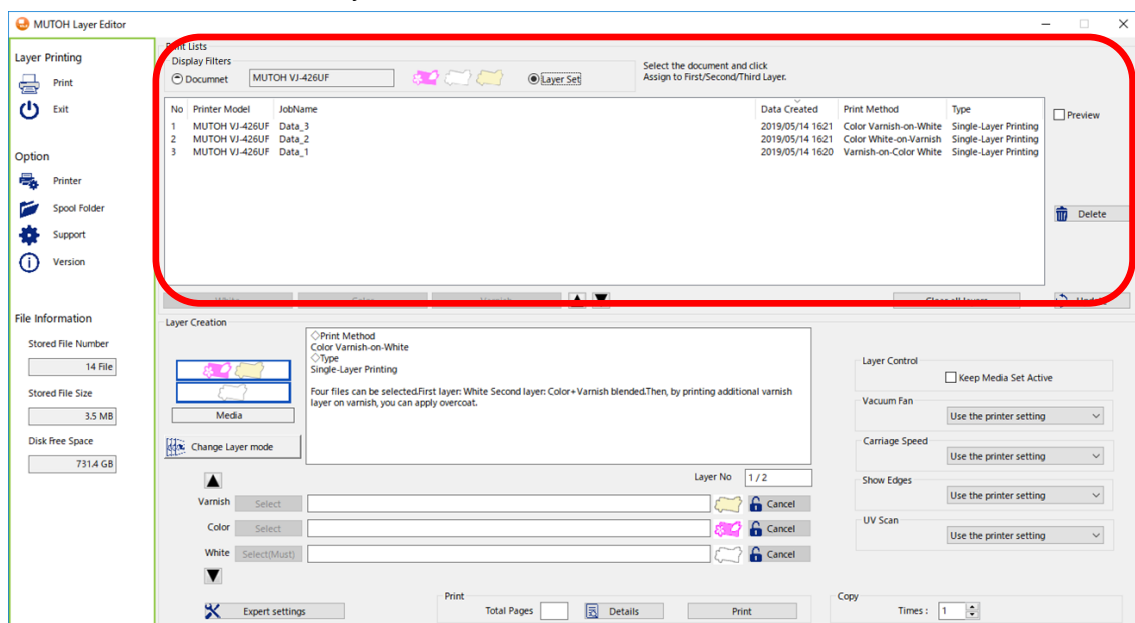 MUTOH Layer Editor
Layer Printing
Print
Exit
Option
Printer
Spool Folder
Support
Version
File Information
Stored File Number
14 File
Stored File Size
3.5 MB
Disk Free Space
731.4 GB
Print Lists
Display Filters
Documnet MUTOH VJ-426UF Layer Set
Select the document and click
Assign to First/Second/Third Layer.
No Printer Model JobName Data Created Print Method Type
1 MUTOH VJ-426UF Data_3 2019/05/14 16:21 Color Varnish-on-White Single-Layer Printing
2 MUTOH VJ-426UF Data_2 2019/05/14 16:21 Color White-on-Varnish Single-Layer Printing
3 MUTOH VJ-426UF Data_1 2019/05/14 16:20 Varnish-on-Color White Single-Layer Printing
Preview
Delete
White Color Varnish Clear all layers Update
Layer Creation
Media
Change Layer mode
◇Print Method
Color Varnish-on-White
◇Type
Single-Layer Printing
Four files can be selected.First layer: White Second layer: Color+Varnish blended.Then, by printing additional varnish
layer on varnish, you can apply overcoat.
Layer No 1 / 2
Varnish Select Cancel
Color Select Cancel
White Select(Must) Cancel
Layer Control
Keep Media Set Active
Vacuum Fan
Use the printer setting
Carriage Speed
Use the printer setting
Show Edges
Use the printer setting
UV Scan
Use the printer setting
Expert settings
Print
Total Pages Details Print
Copy
Times : 1